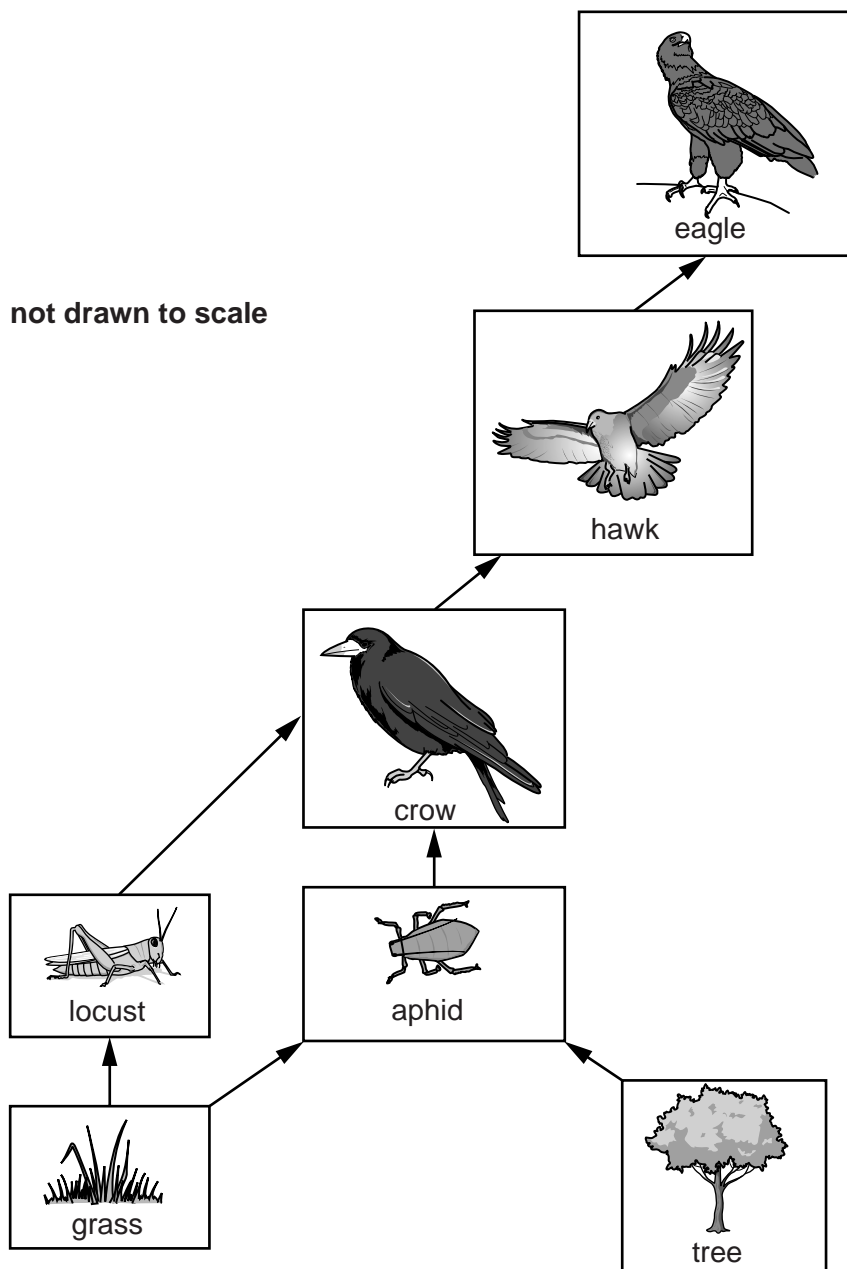 eagle
not drawn to scale
hawk
crow
locust
aphid
grass
tree